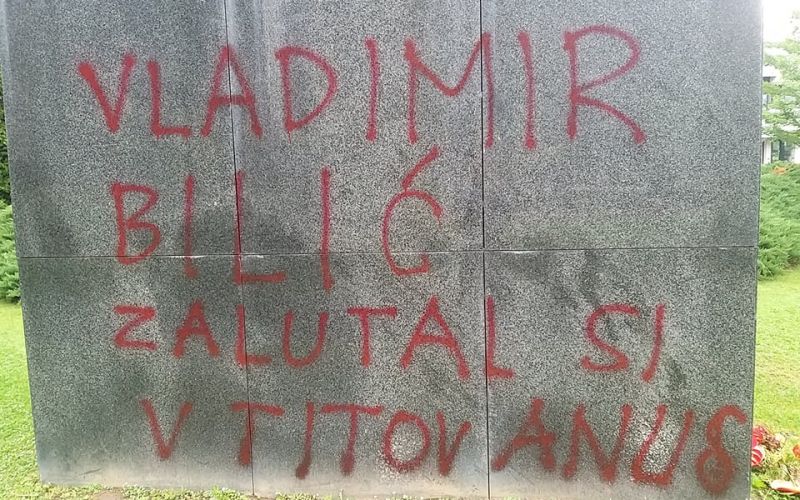 VLADIMIR
BILIĆ
ZALUTAL SI
V TITOV ANUS